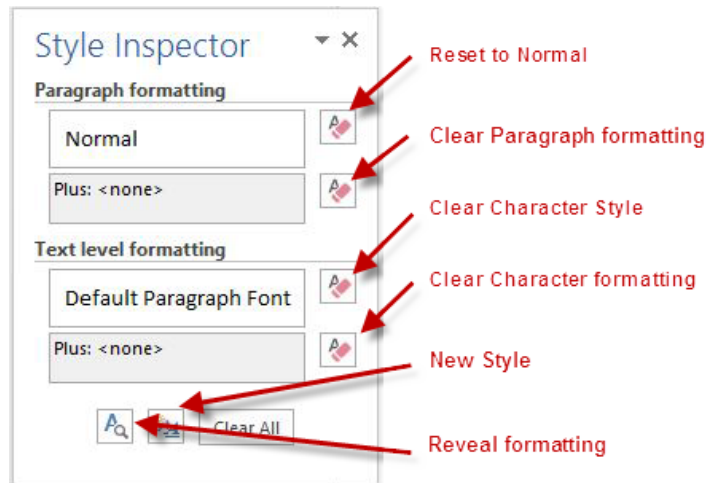 Style Inspector
Reset to Normal
Paragraph formatting
Normal
Clear Paragraph formatting
Plus: <none>
Clear Character Style
Text level formatting
Default Paragraph Font
Clear Character formatting
Plus: <none>
New Style
Clear All
Reveal formatting